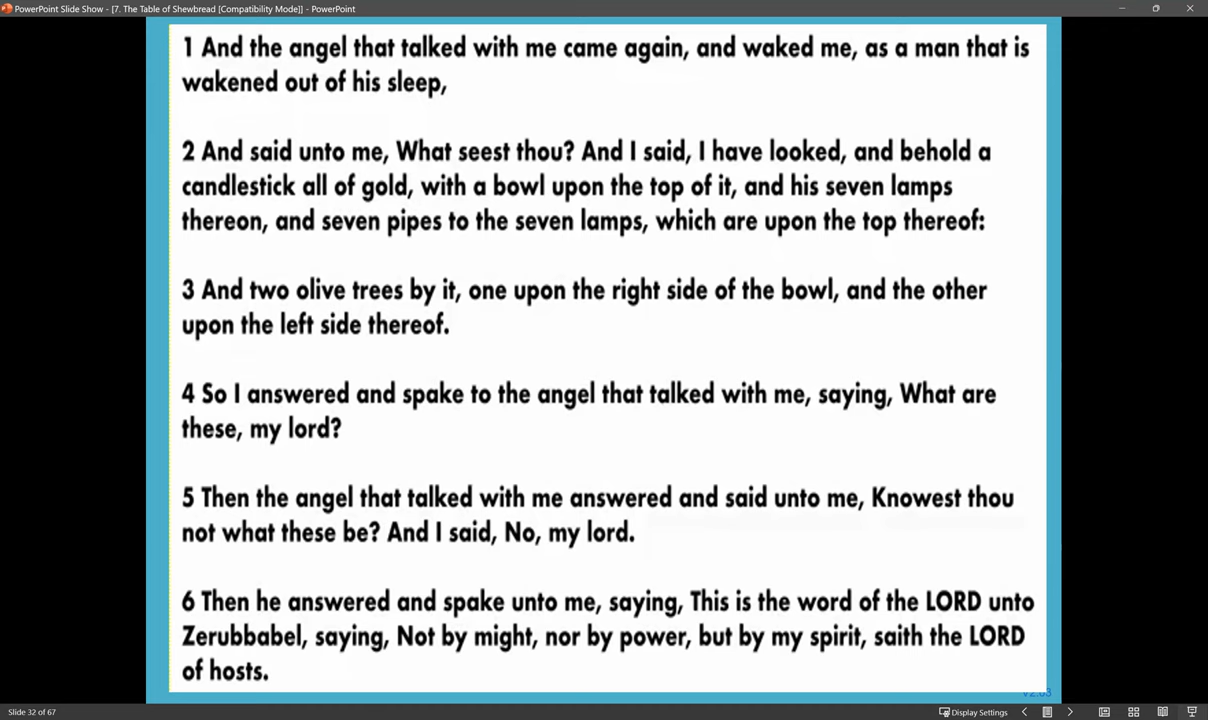 PowerPoint Slide Show - [7. The Table of Shewbread [Compatibility Mode]] - PowerPoint
1 And the angel that talked with me came again, and waked me, as a man that is
wakened out of his sleep,
2 And said unto me, What seest thou? And I said, I have looked, and behold a
candlestick all of gold, with a bowl upon the top of it, and his seven lamps
thereon, and seven pipes to the seven lamps, which are upon the top thereof:
3 And two olive trees by it, one upon the right side of the bowl, and the other
upon the left side thereof.
4 So I answered and spake to the angel that talked with me, saying, What are
these, my lord?
5 Then the angel that talked with me answered and said unto me, Knowest thou
not what these be? And I said, No, my lord.
6 Then he answered and spake unto me, saying, This is the word of the LORD unto
Zerubbabel, saying, Not by might, nor by power, but by my spirit, saith the LORD
of hosts.
Slide 32 of 67
Display Settings